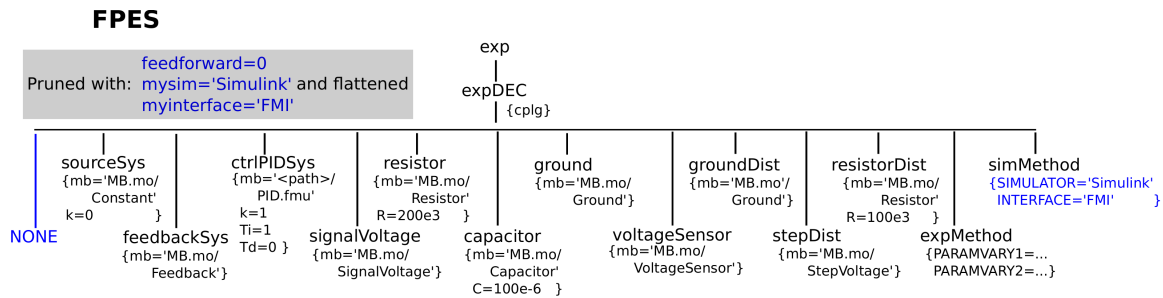 FPES
Pruned with: feedforward=0
mysim='Simulink' and flattened
myinterface='FMI'
exp
expDEC
{cplg}
NONE
sourceSys
{mb='MB.mo/
Constant'
k=0 }
feedbackSys
{mb='MB.mo/
Feedback'}
ctrlPIDSys
{mb='<path>/
PID.fmu'
k=1
Ti=1
Td=0 }
signalVoltage
{mb='MB.mo/
SignalVoltage'}
resistor
{mb='MB.mo/
Resistor'
R=200e3 }
capacitor
{mb='MB.mo/
Capacitor'
C=100e-6 }
ground
{mb='MB.mo/
Ground'}
voltageSensor
{mb='MB.mo/
VoltageSensor'}
groundDist
{mb='MB.mo'/
Ground'}
stepDist
{mb='MB.mo/
StepVoltage'}
resistorDist
{mb='MB.mo/
Resistor'
R=100e3 }
expMethod
{PARAMVARY1=...
PARAMVARY2=...}
simMethod
{SIMULATOR='Simulink'
INTERFACE='FMI' }